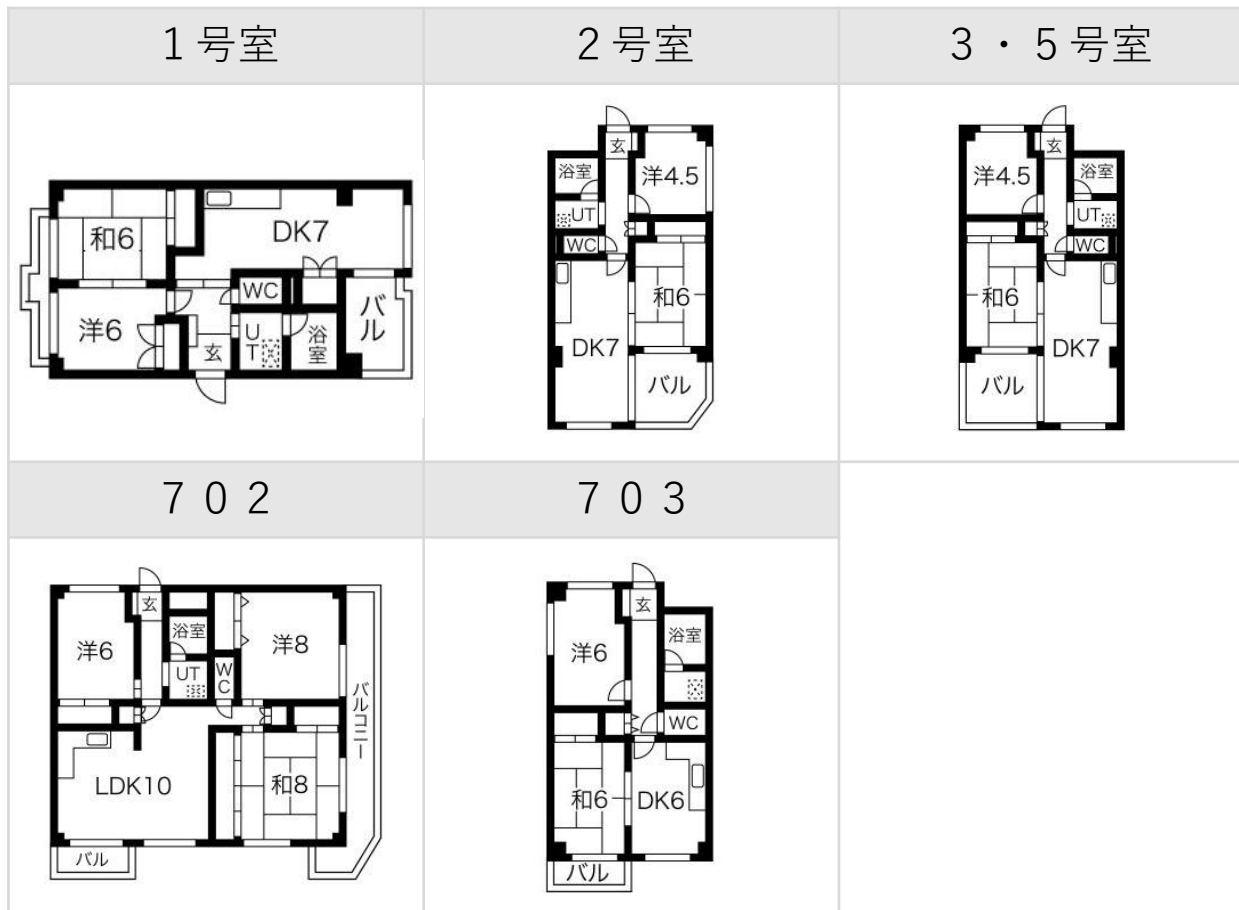 １号室
２号室
３・５号室
和6
DK7
洋6
WC
UT
浴室
玄
バル
玄
浴室
洋4.5
UT
WC
和6
DK7
バル
玄
洋4.5
浴室
UT
WC
和6
DK7
バル
７０２
７０３
玄
浴室
洋6
洋8
UT
WC
バルコニー
LDK10
和8
バル
玄
洋6
浴室
WC
和6
DK6
バル